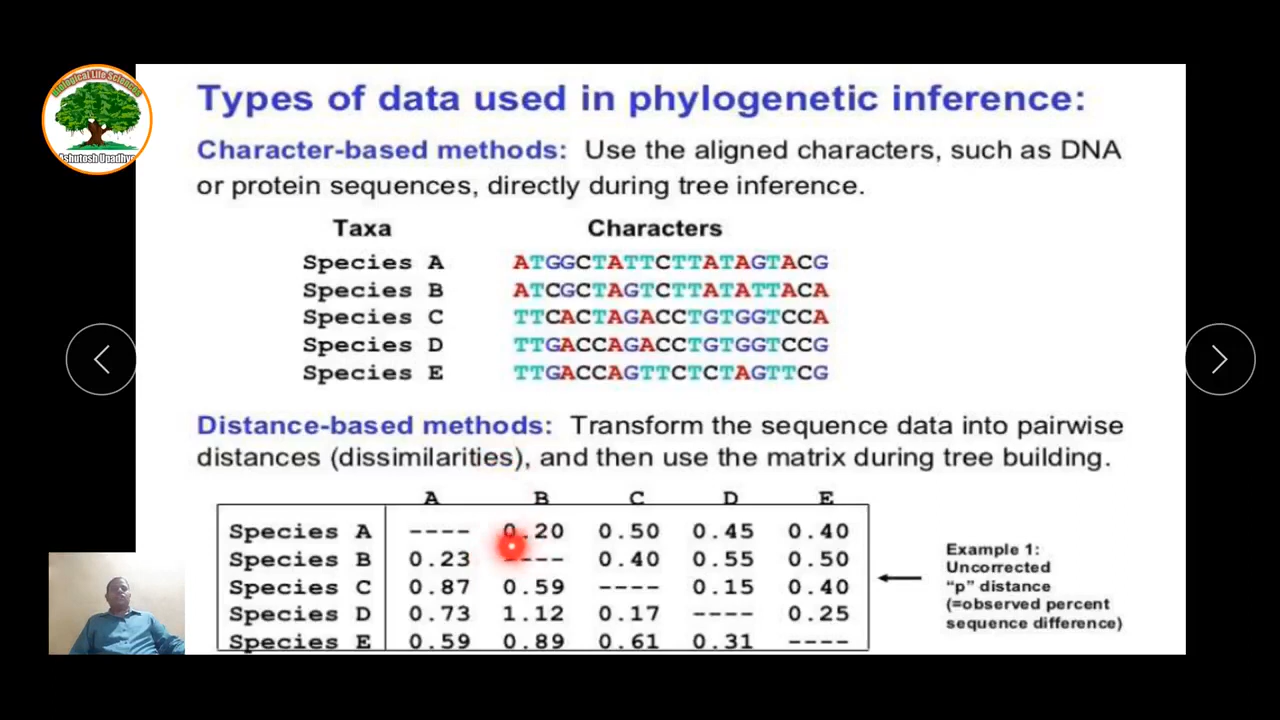 Biological Life Sciences
Ashutosh Upadhya
Types of data used in phylogenetic inference:
Character-based methods: Use the aligned characters, such as DNA
or protein sequences, directly during tree inference.
Taxa Characters
Species A ATGGCTATTCTTATAGTACG
Species B ATCGCTAGTCTTATATTACA
Species C TTCACTAGACCTGTGGTCCA
Species D TTGACCAGACCTGTGGTCCG
Species E TTGACCAGTTCTCTAGTTCG
Distance-based methods: Transform the sequence data into pairwise
distances (dissimilarities), and then use the matrix during tree building.
A B C D E
Species A ---- 0.20 0.50 0.45 0.40
Species B 0.23 ---- 0.40 0.55 0.50
Species C 0.87 0.59 ---- 0.15 0.40
Species D 0.73 1.12 0.17 ---- 0.25
Species E 0.59 0.89 0.61 0.31 ----
Example 1:
Uncorrected
“p” distance
(=observed percent
sequence difference)